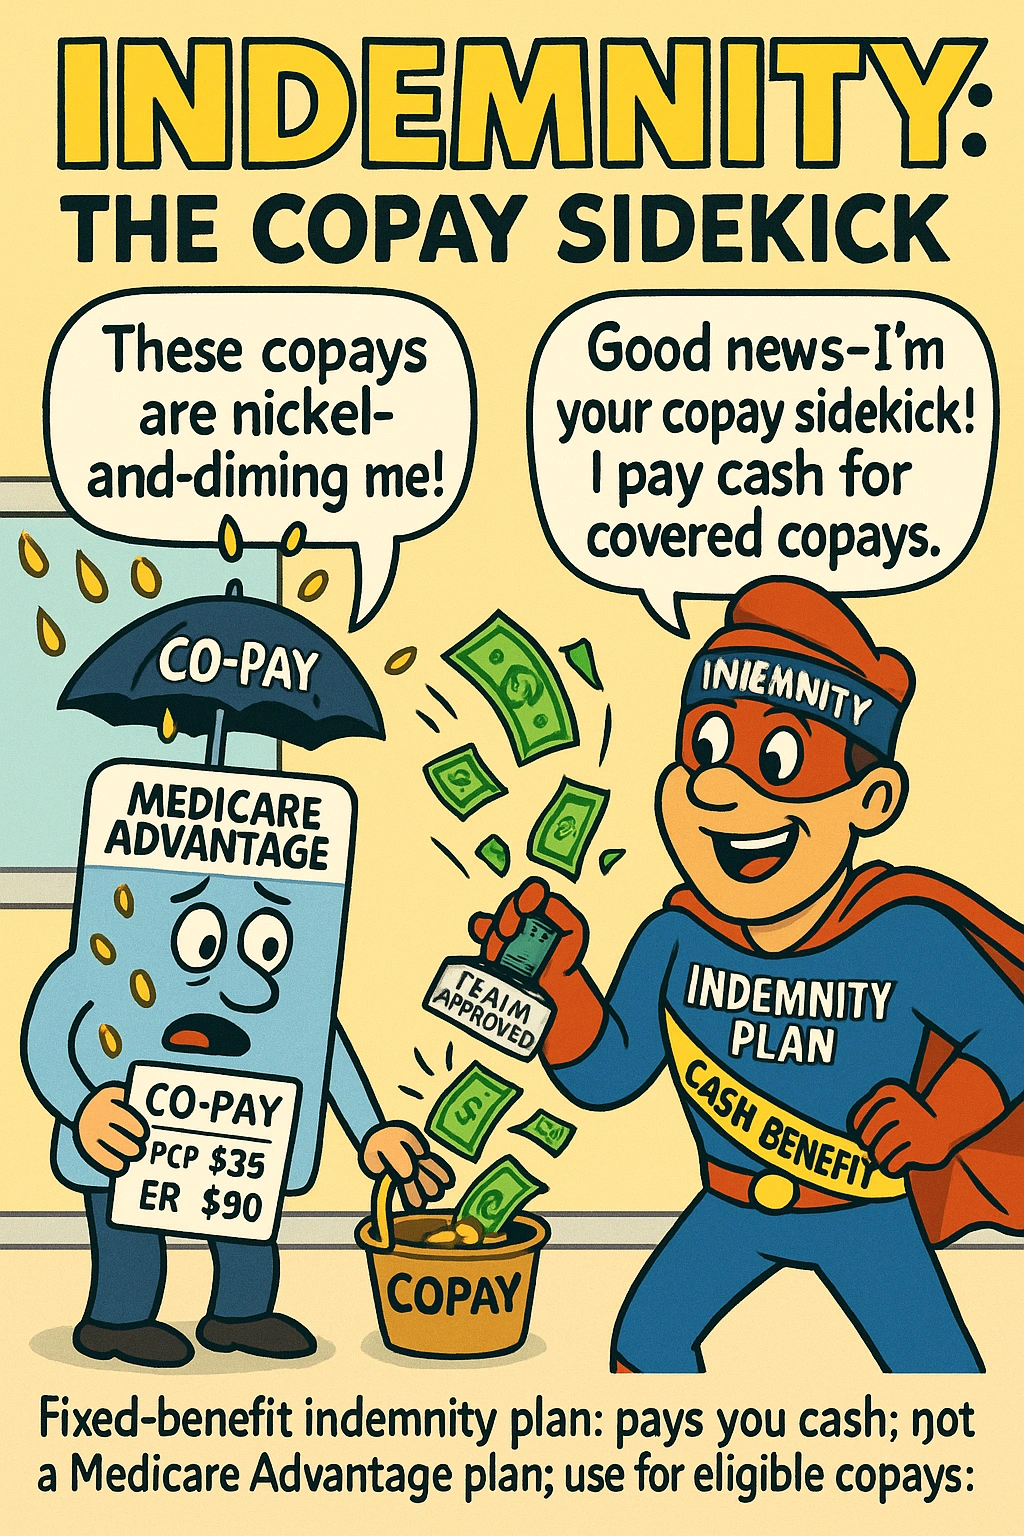 INDEMNITY:
THE COPAY SIDEKICK
These copays
are nickel-
and-diming me!
Good news–I'm
your copay sidekick!
I pay cash for
covered copays.
CO-PAY
INIEMNITY
MEDICARE
ADVANTAGE
APPROVED
INDEMNITY
PLAN
CASH BENEFIT
CO-PAY
PCP $35
ER $90
COPAY
Fixed-benefit indemnity plan: pays you cash; not
a Medicare Advantage plan; use for eligible copays: